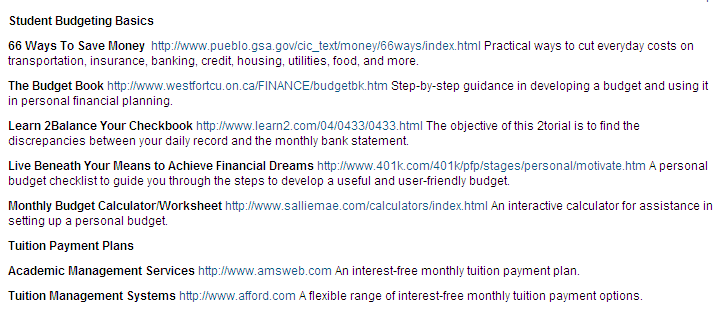 Student Budgeting Basics
66 Ways To Save Money http://www.pueblo.gsa.gov/cic_text/money/66ways/index.html Practical ways to cut everyday costs on
transportation, insurance, banking, credit, housing, utilities, food, and more.
The Budget Book http://www.westfortcu.on.ca/FINANCE/budgetbk.htm Step-by-step guidance in developing a budget and using it
in personal financial planning.
Learn 2Balance Your Checkbook http://www.learn2.com/04/0433/0433.html The objective of this 2torial is to find the
discrepancies between your daily record and the monthly bank statement.
Live Beneath Your Means to Achieve Financial Dreams http://www.401k.com/401k/pfp/stages/personal/motivate.htm A personal
budget checklist to guide you through the steps to develop a useful and user-friendly budget.
Monthly Budget Calculator/Worksheet http://www.salliemae.com/calculators/index.html An interactive calculator for assistance in
setting up a personal budget.
Tuition Payment Plans
Academic Management Services http://www.amsweb.com An interest-free monthly tuition payment plan.
Tuition Management Systems http://www.afford.com A flexible range of interest-free monthly tuition payment options.